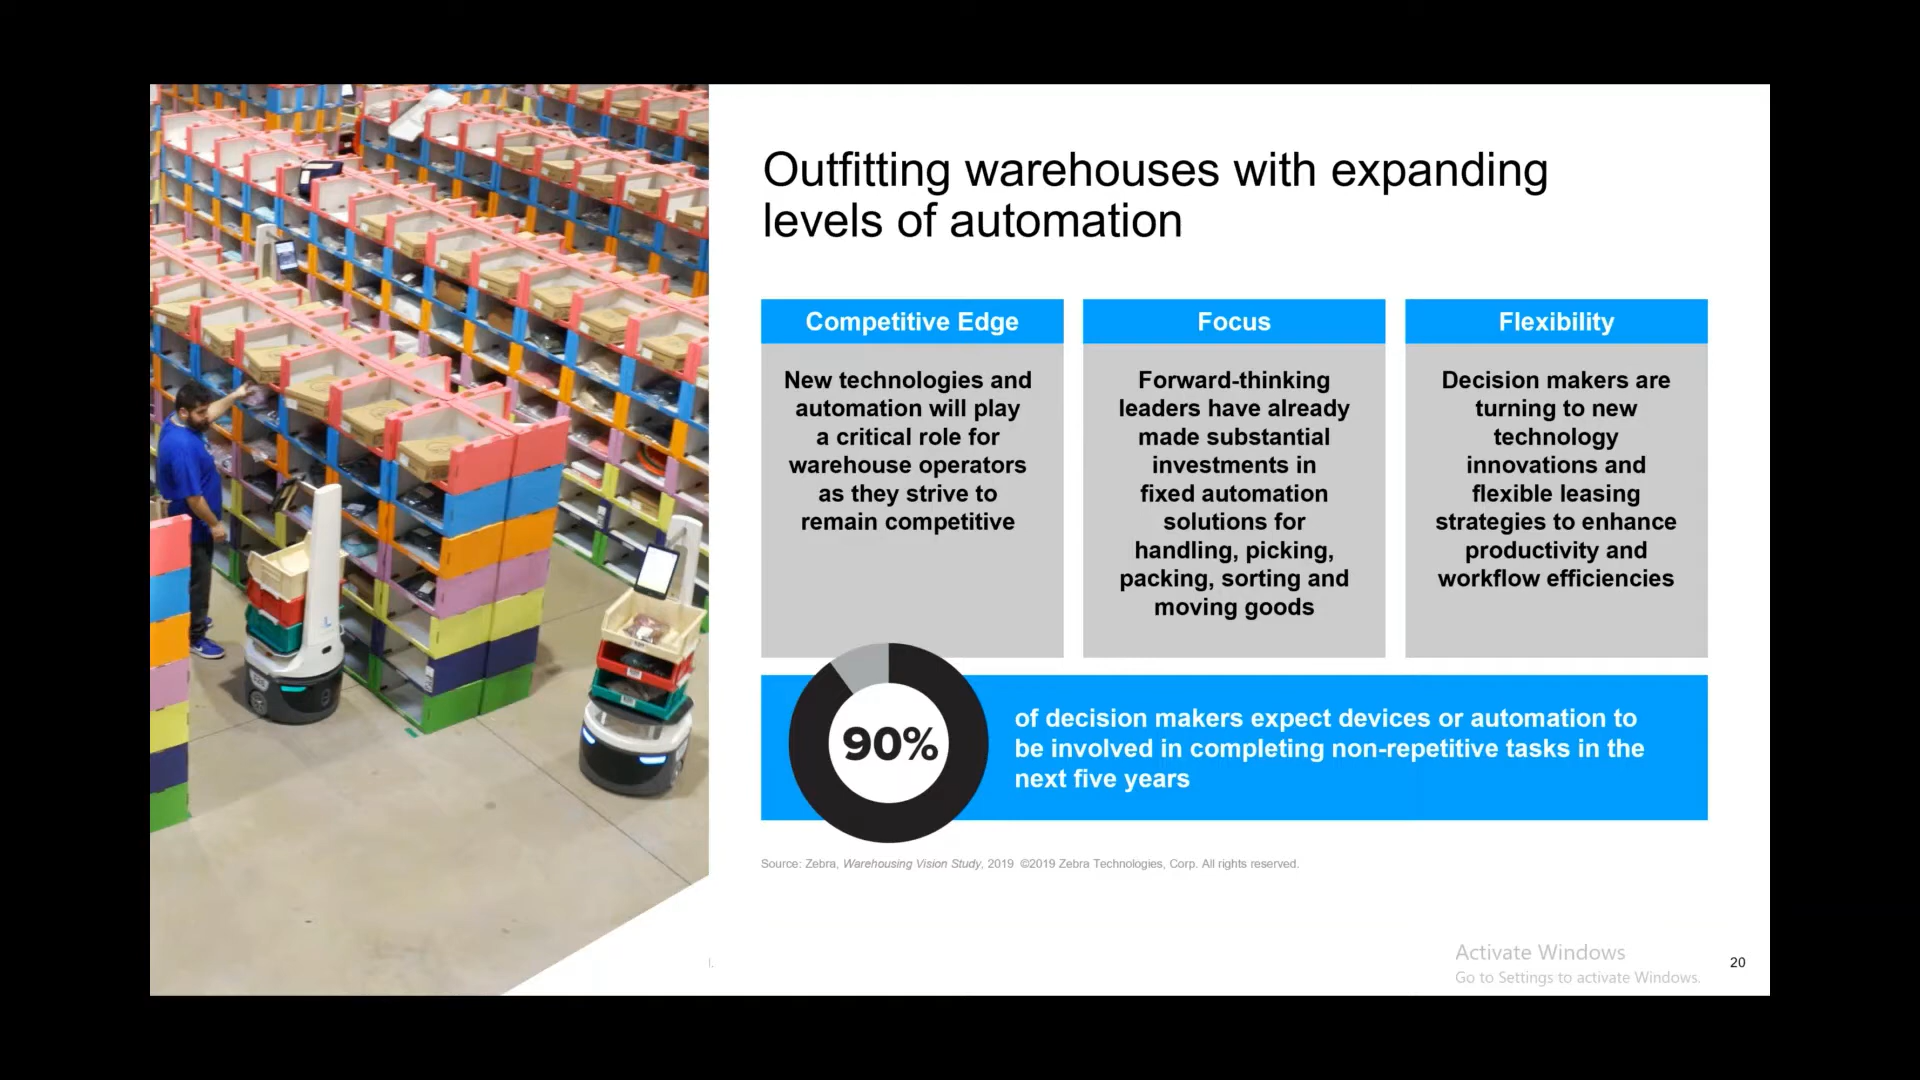 Outfitting warehouses with expanding
levels of automation
Competitive Edge
New technologies and
automation will play
a critical role for
warehouse operators
as they strive to
remain competitive
Focus
Forward-thinking
leaders have already
made substantial
investments in
fixed automation
solutions for
handling, picking,
packing, sorting and
moving goods
Flexibility
Decision makers are
turning to new
technology
innovations and
flexible leasing
strategies to enhance
productivity and
workflow efficiencies
90%
of decision makers expect devices or automation to
be involved in completing non-repetitive tasks in the
next five years
Source: Zebra, Warehousing Vision Study, 2019 ©2019 Zebra Technologies, Corp. All rights reserved.
Activate Windows
Go to Settings to activate Windows.
20